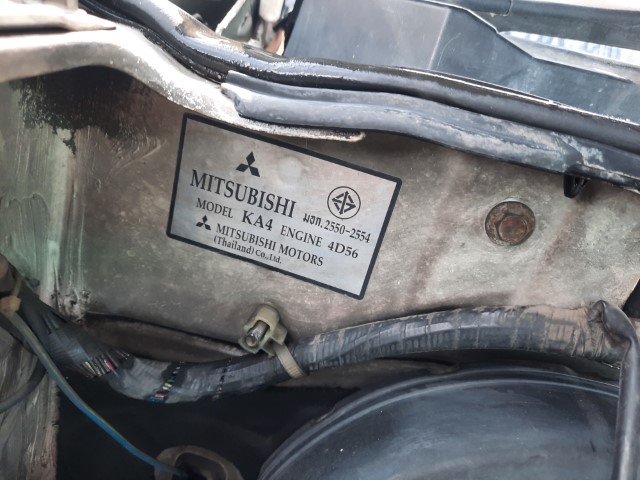 MITSUBISHI
มอก.2550-2554
MODEL KA4 ENGINE 4D56
MITSUBISHI MOTORS
(Thailand) Co., Ltd.